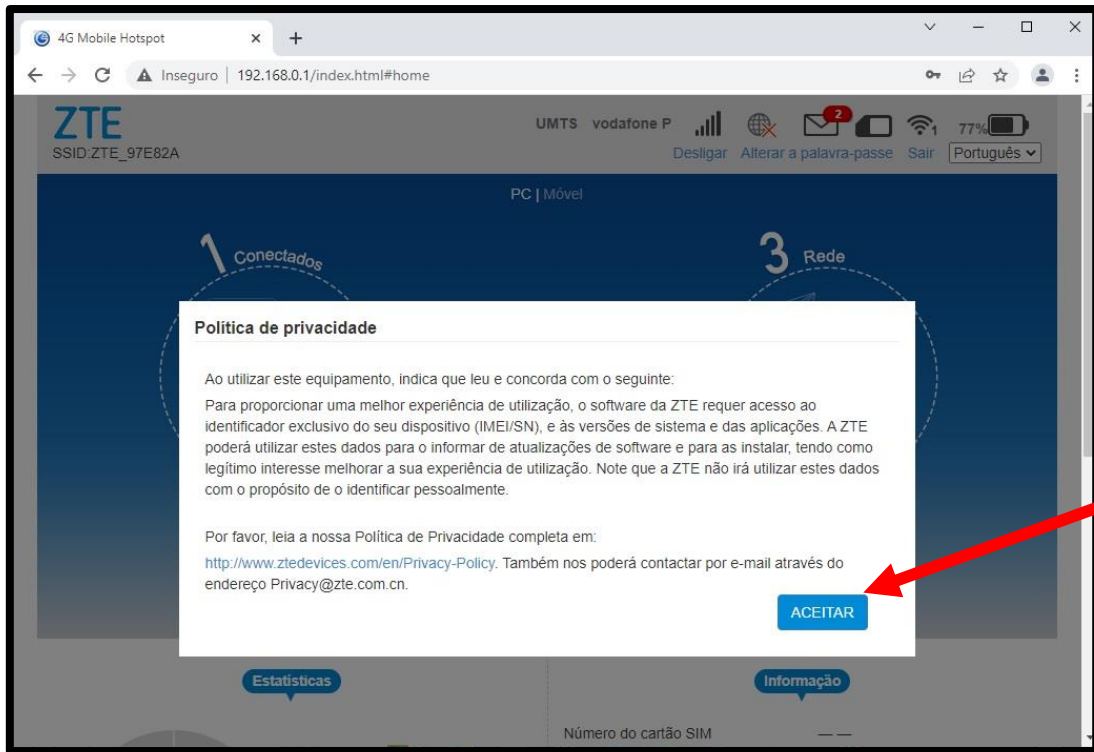 4G Mobile Hotspot
Inseguro | 192.168.0.1/index.html#home
ZTE
UMTS vodafone P 2 1 77%
SSID:ZTE_97E82A
Desligar Alterar a palavra-passe Sair Português
PC | Móvel
1 Conectados
3 Rede
Política de privacidade
Ao utilizar este equipamento, indica que leu e concorda com o seguinte:
Para proporcionar uma melhor experiência de utilização, o software da ZTE requer acesso ao
identificador exclusivo do seu dispositivo (IMEI/SN), e às versões de sistema e das aplicações. A ZTE
poderá utilizar estes dados para o informar de atualizações de software e para as instalar, tendo como
legítimo interesse melhorar a sua experiência de utilização. Note que a ZTE não irá utilizar estes dados
com o propósito de o identificar pessoalmente.
Por favor, leia a nossa Política de Privacidade completa em:
http://www.ztedevices.com/en/Privacy-Policy. Também nos poderá contactar por e-mail através do
endereço Privacy@zte.com.cn.
ACEITAR
Estatísticas
Informação
Número do cartão SIM — —